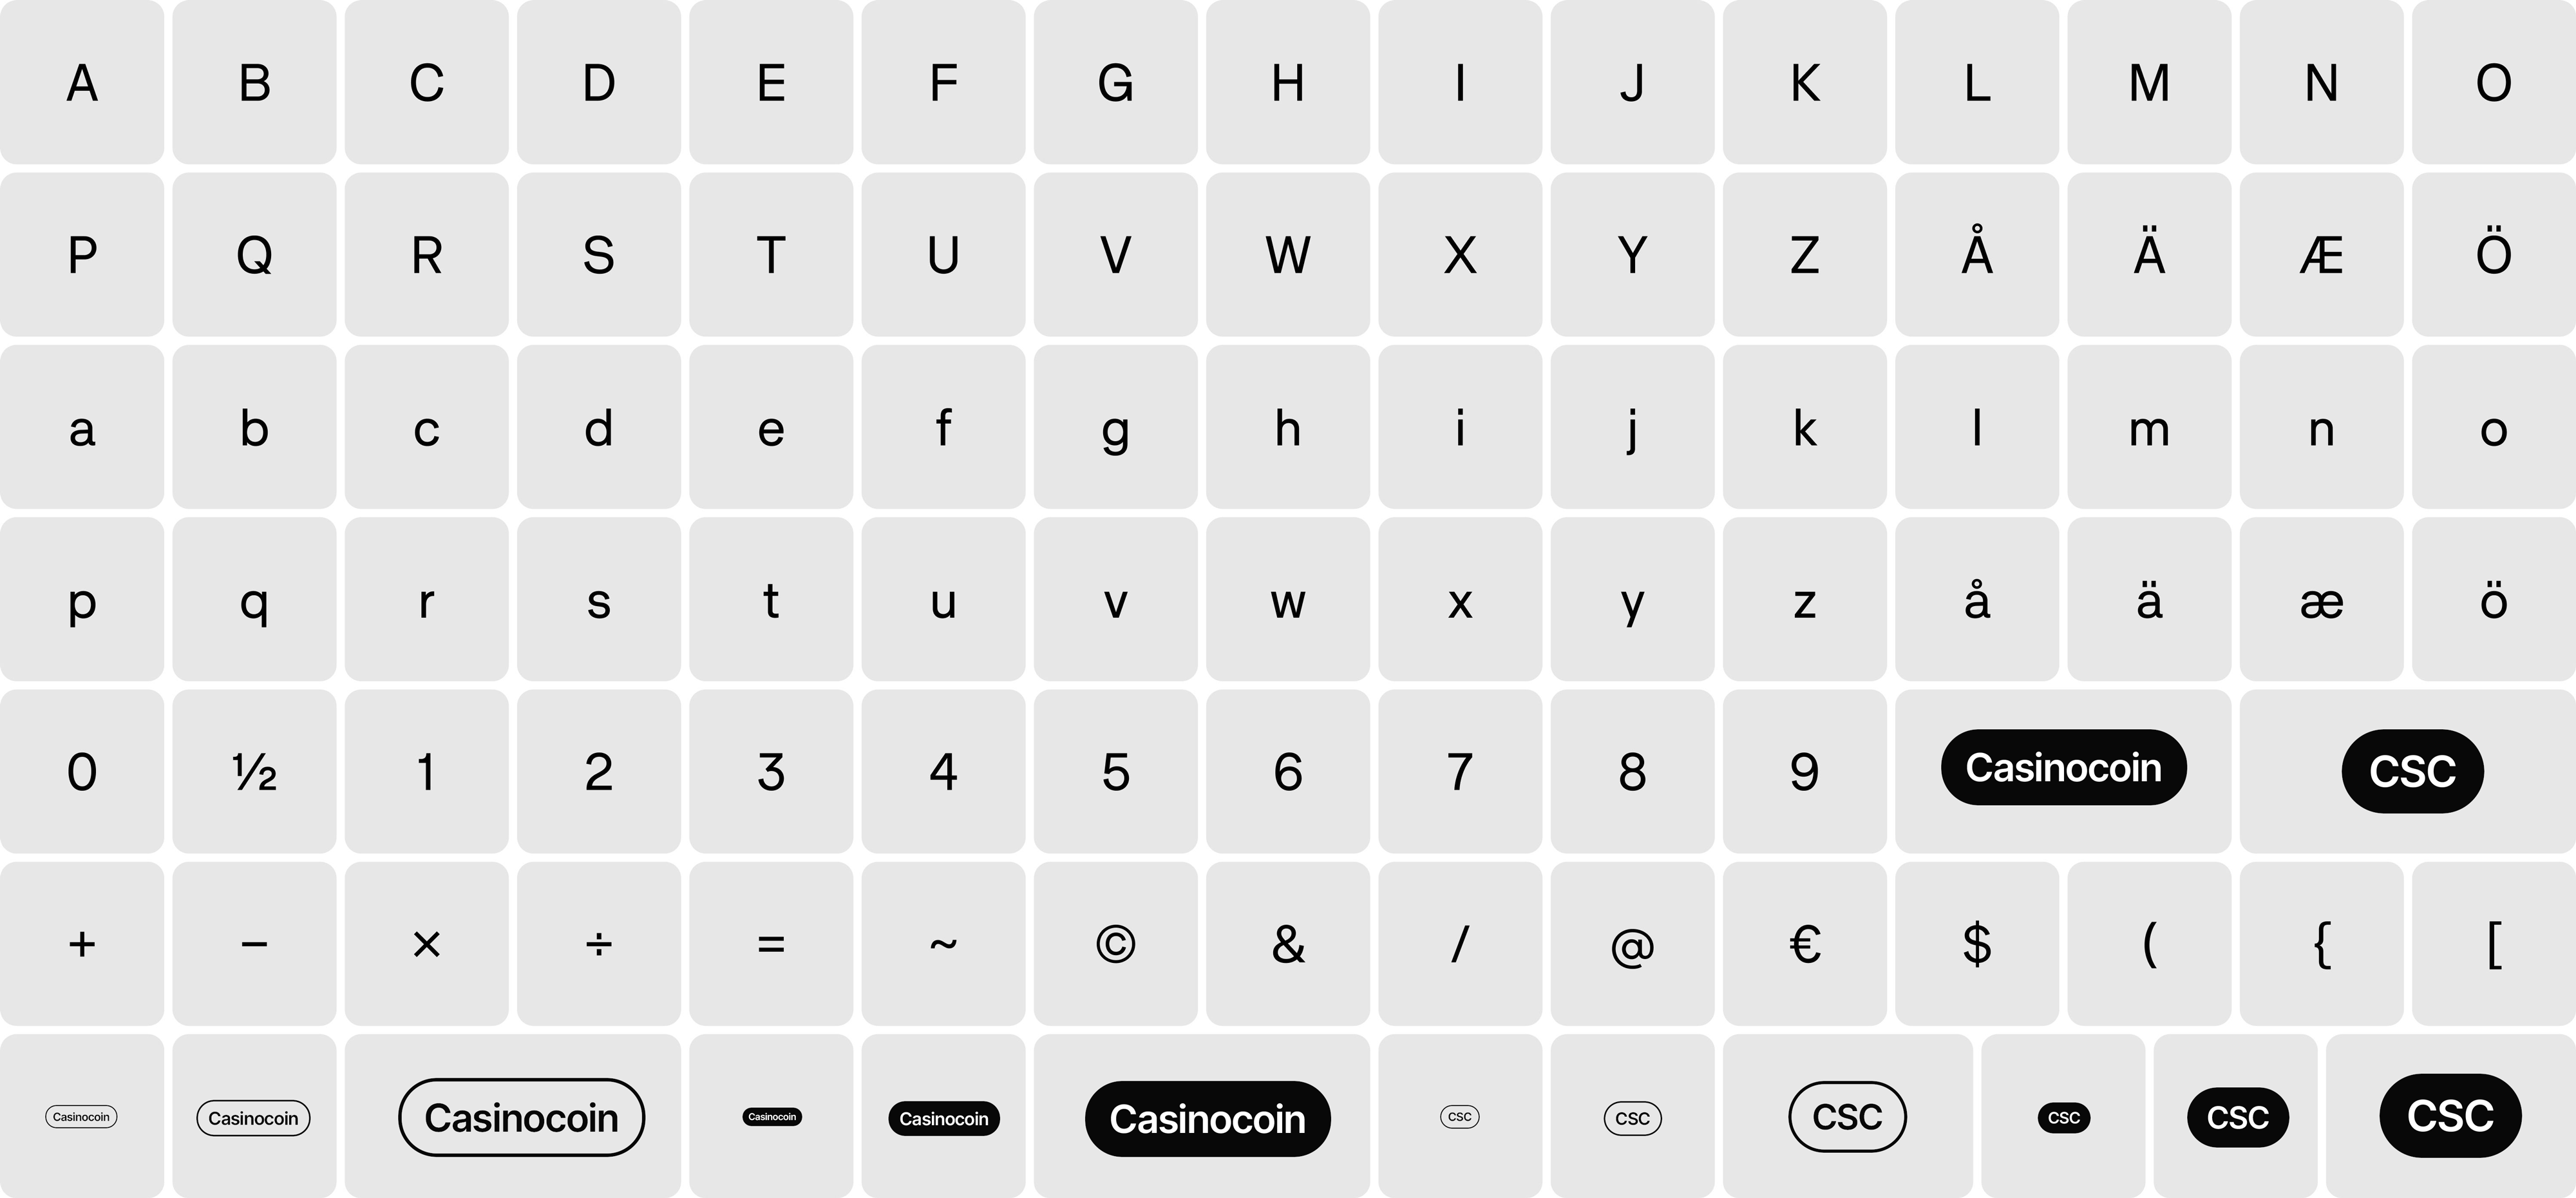 A B C D E F G H I J K L M N O
P Q R S T U V W X Y Z Å Ä Æ Ö
a b c d e f g h i j k l m n o
p q r s t u v w x y z å ä æ ö
0 ½ 1 2 3 4 5 6 7 8 9 Casinocoin CSC
+ − × ÷ = ~ © & / @ € $ ( { [
Casinocoin Casinocoin Casinocoin Casinocoin Casinocoin Casinocoin CSC CSC CSC CSC CSC CSC